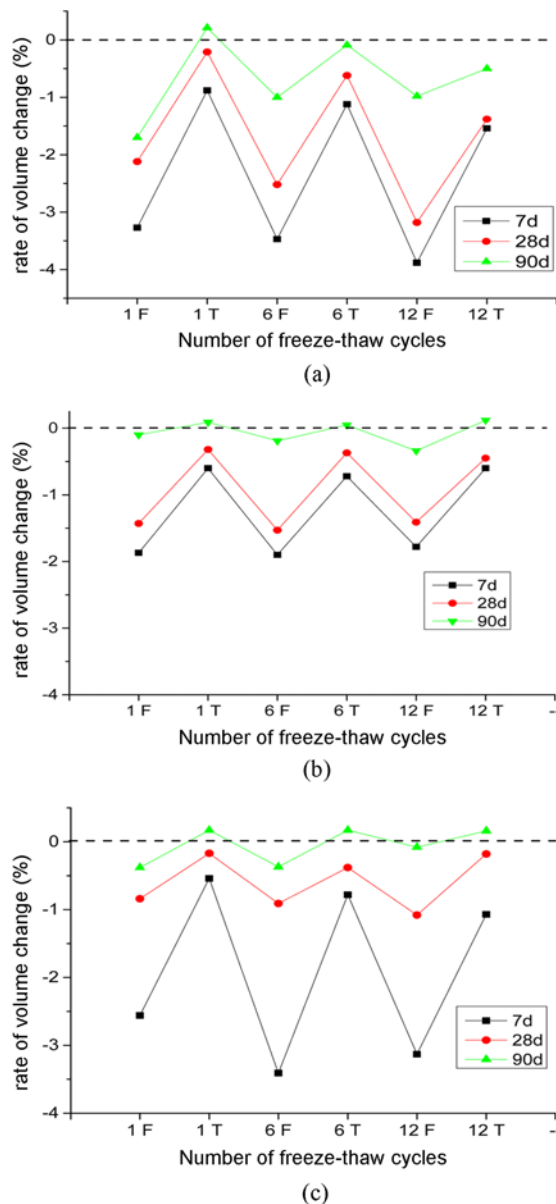 0
-1
-2
-3
-4
rate of volume change (%)
7d
28d
90d
1 F 1 T 6 F 6 T 12 F 12 T
Number of freeze-thaw cycles
(a)
0
-1
-2
-3
-4
rate of volume change (%)
7d
28d
90d
1 F 1 T 6 F 6 T 12 F 12 T -
Number of freeze-thaw cycles
(b)
0
-1
-2
-3
-4
rate of volume change (%)
7d
28d
90d
1 F 1 T 6 F 6 T 12 F 12 T -
Number of freeze-thaw cycles
(c)